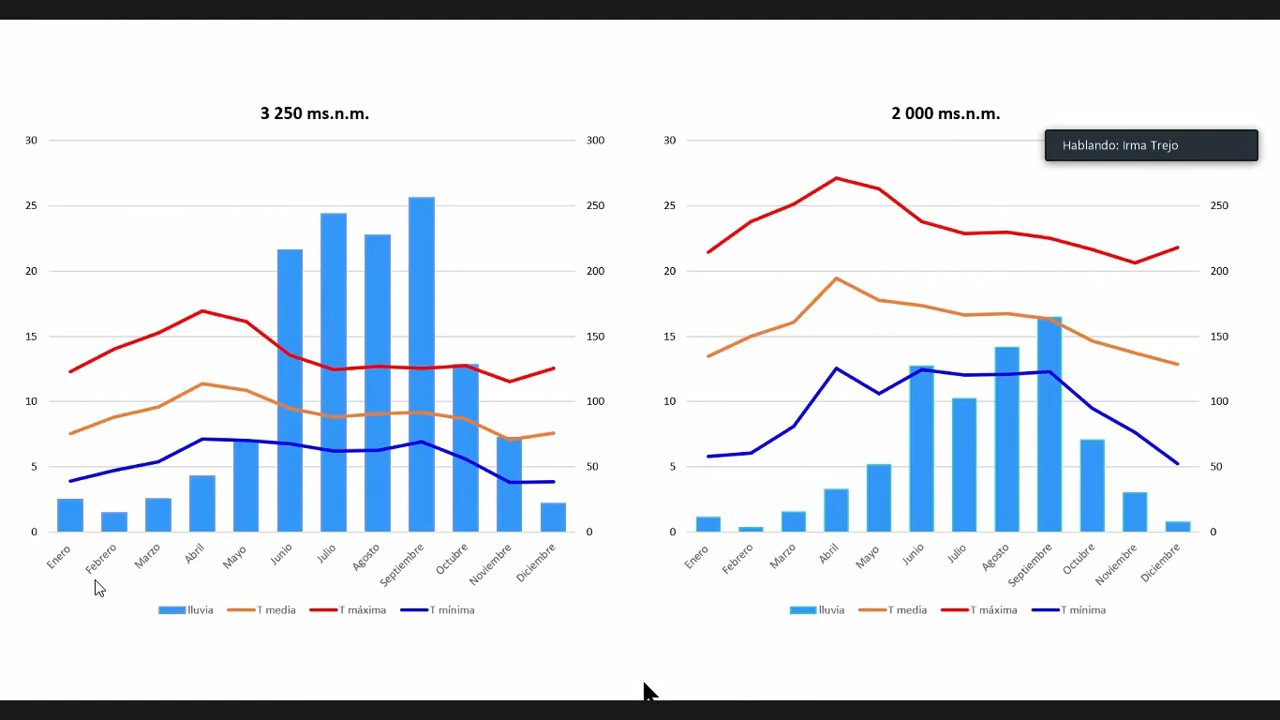 3 250 ms.n.m.
30
25
20
15
10
5
0
300
250
200
150
100
50
0
Enero
Febrero
Marzo
Abril
Mayo
Junio
Julio
Agosto
Septiembre
Octubre
Noviembre
Diciembre
lluvia T media T máxima T mínima
2 000 ms.n.m.
Hablando: Irma Trejo
30
25
20
15
10
5
0
250
200
150
100
50
0
Enero
Febrero
Marzo
Abril
Mayo
Junio
Julio
Agosto
Septiembre
Octubre
Noviembre
Diciembre
lluvia T media T máxima T mínima